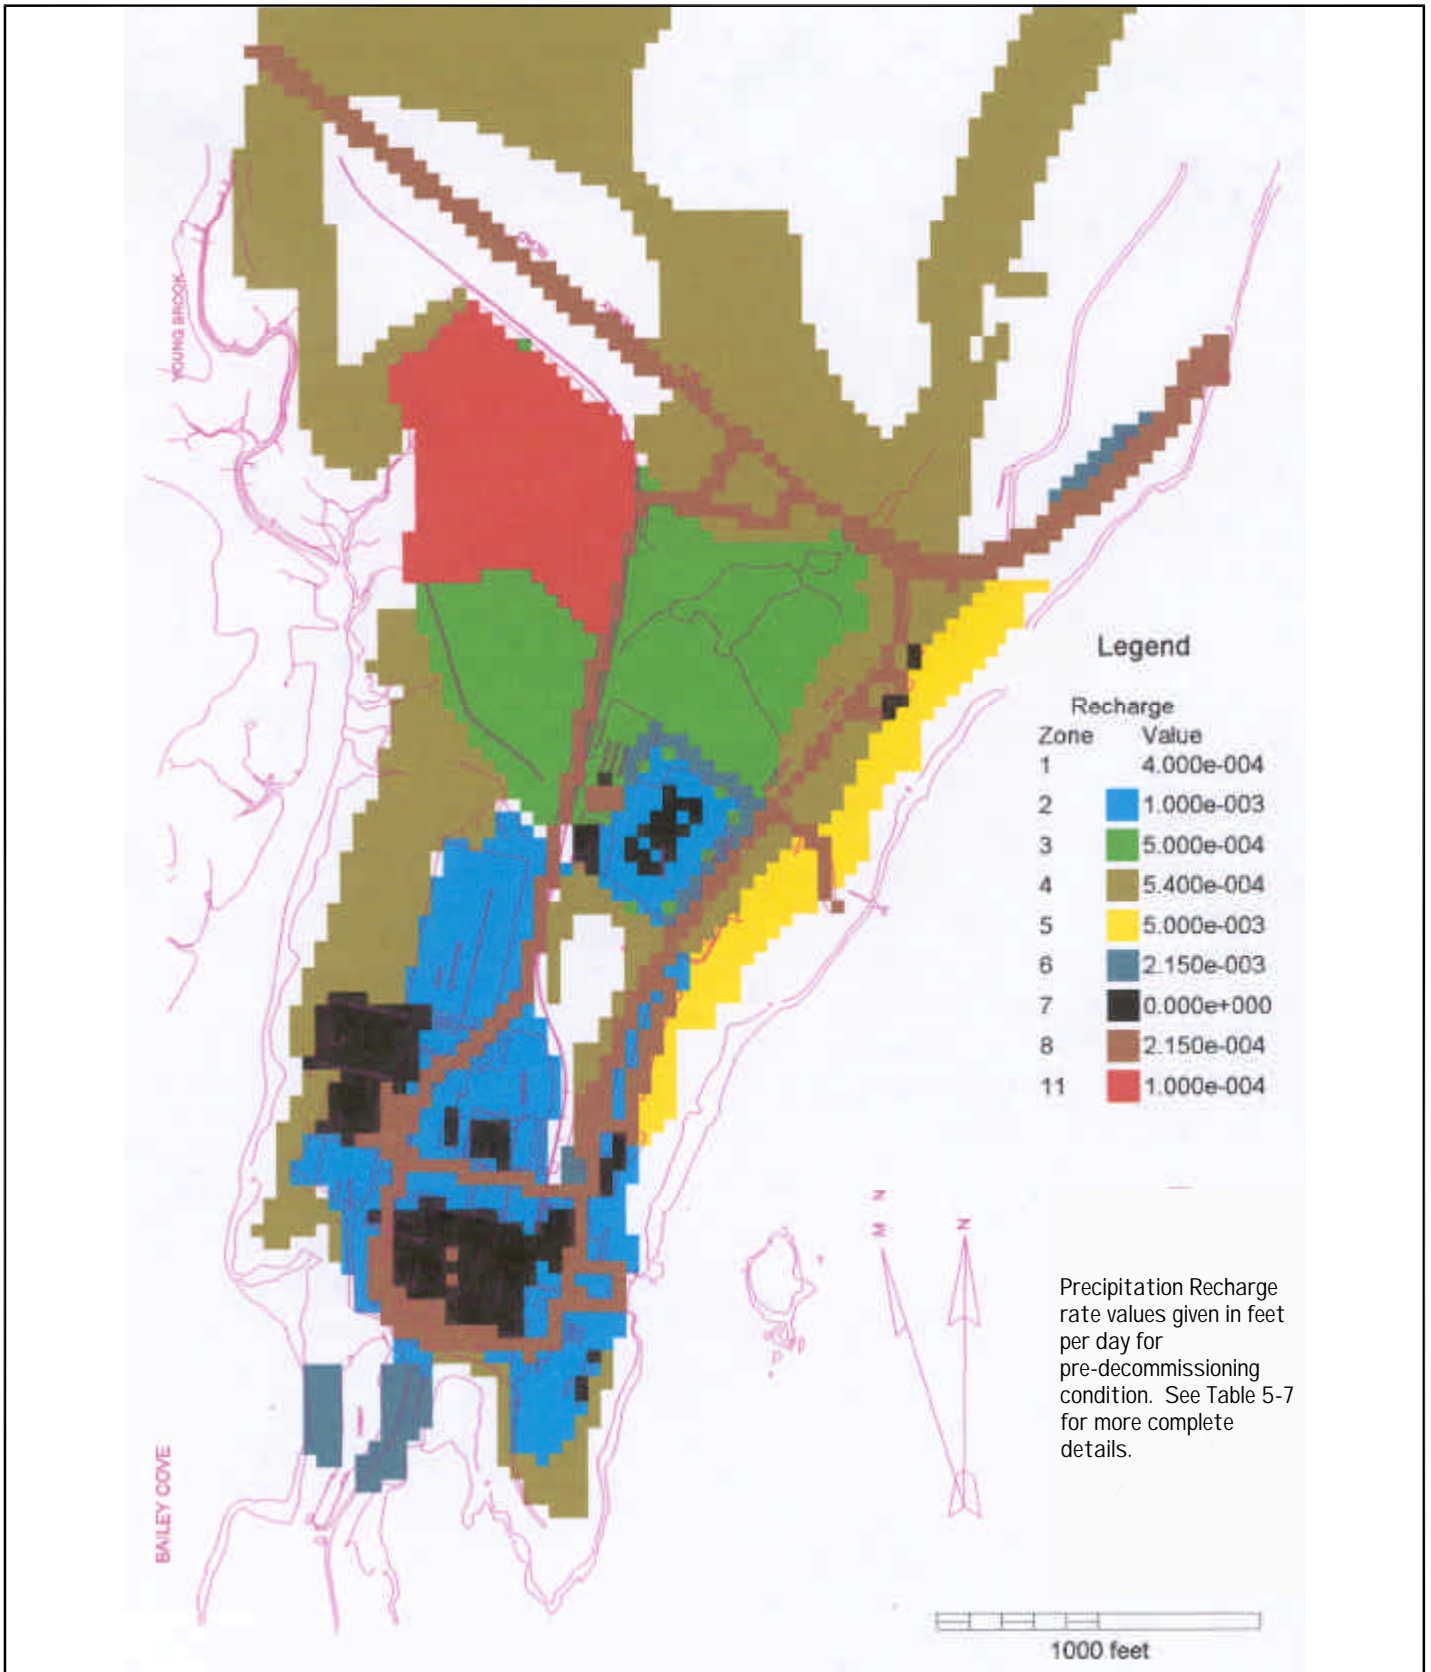 YOUNG BROOK
Legend
Recharge
Zone Value
1 4.000e-004
2 1.000e-003
3 5.000e-004
4 5.400e-004
5 5.000e-003
6 2.150e-003
7 0.000e+000
8 2.150e-004
11 1.000e-004
N
M
N
Precipitation Recharge
rate values given in feet
per day for
pre-decommissioning
condition. See Table 5-7
for more complete
details.
BAILEY COVE
1000 feet